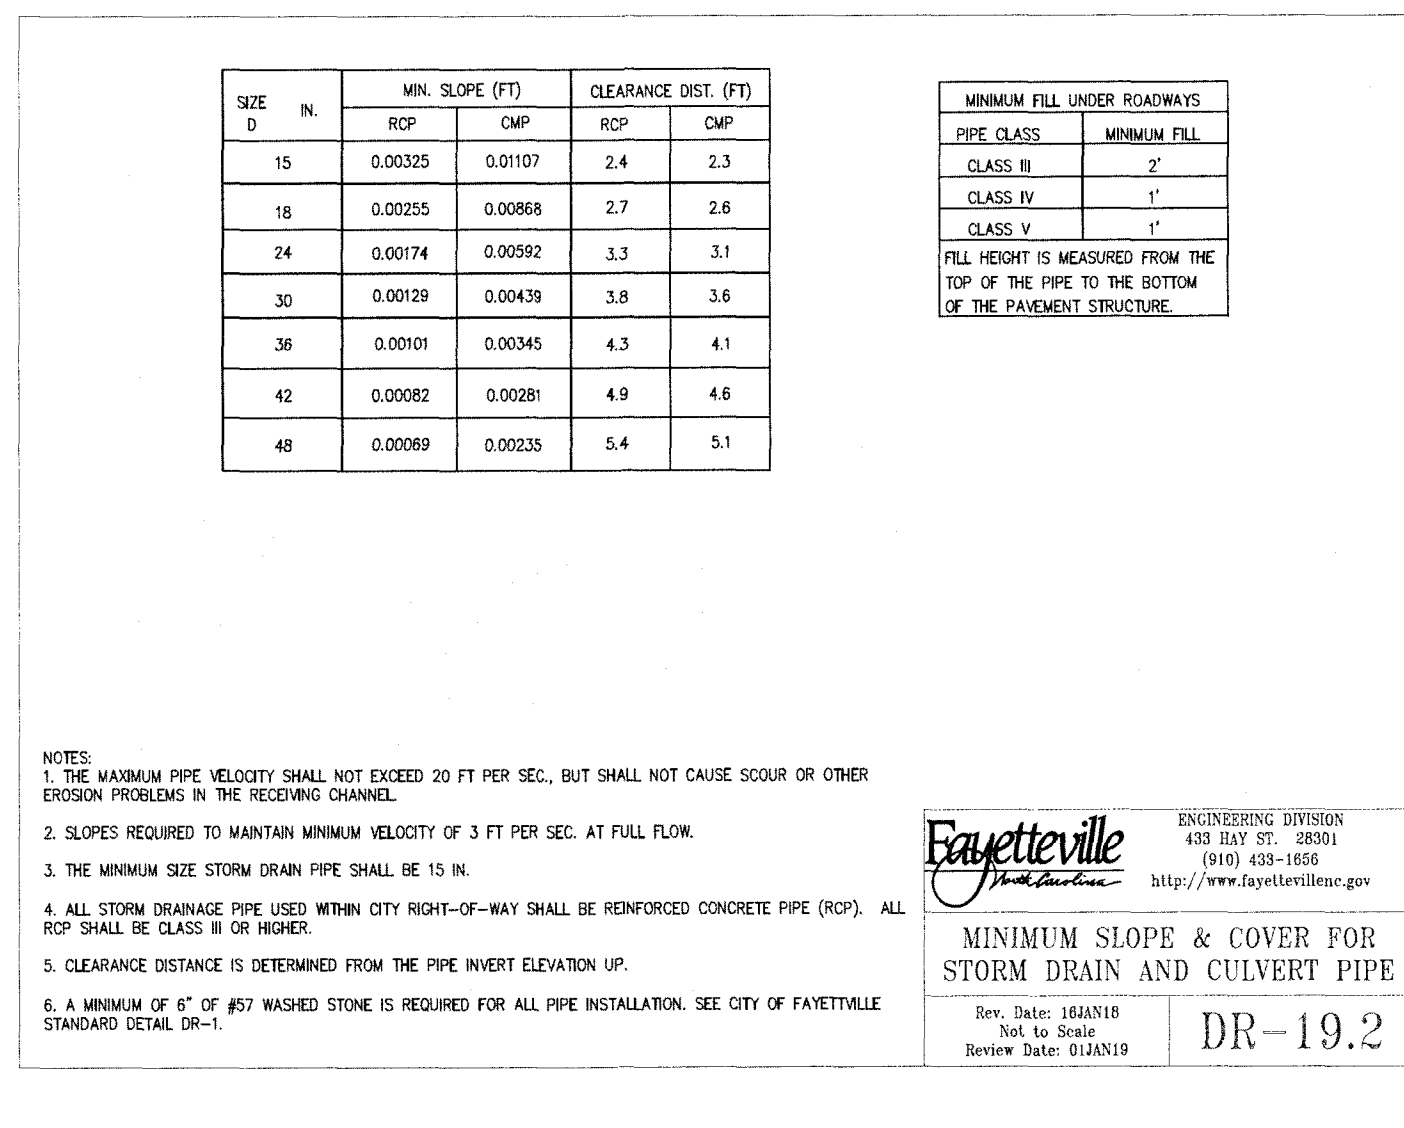 SIZE D IN. MIN. SLOPE (FT) CLEARANCE DIST. (FT)
RCP CMP RCP CMP
15 0.00325 0.01107 2.4 2.3
18 0.00255 0.00868 2.7 2.6
24 0.00174 0.00592 3.3 3.1
30 0.00129 0.00439 3.8 3.6
36 0.00101 0.00345 4.3 4.1
42 0.00082 0.00281 4.9 4.6
48 0.00069 0.00235 5.4 5.1
MINIMUM FILL UNDER ROADWAYS
PIPE CLASS MINIMUM FILL
CLASS III 2'
CLASS IV 1'
CLASS V 1'
FILL HEIGHT IS MEASURED FROM THE
TOP OF THE PIPE TO THE BOTTOM
OF THE PAVEMENT STRUCTURE.
NOTES:
1. THE MAXIMUM PIPE VELOCITY SHALL NOT EXCEED 20 FT PER SEC., BUT SHALL NOT CAUSE SCOUR OR OTHER
EROSION PROBLEMS IN THE RECEIVING CHANNEL.
2. SLOPES REQUIRED TO MAINTAIN MINIMUM VELOCITY OF 3 FT PER SEC. AT FULL FLOW.
3. THE MINIMUM SIZE STORM DRAIN PIPE SHALL BE 15 IN.
4. ALL STORM DRAINAGE PIPE USED WITHIN CITY RIGHT-OF-WAY SHALL BE REINFORCED CONCRETE PIPE (RCP). ALL
RCP SHALL BE CLASS III OR HIGHER.
5. CLEARANCE DISTANCE IS DETERMINED FROM THE PIPE INVERT ELEVATION UP.
6. A MINIMUM OF 6" OF #57 WASHED STONE IS REQUIRED FOR ALL PIPE INSTALLATION. SEE CITY OF FAYETTVILLE
STANDARD DETAIL DR-1.
Fayetteville
North Carolina
ENGINEERING DIVISION
433 HAY ST. 28301
(910) 433-1656
http://www.fayettevillenc.gov
MINIMUM SLOPE & COVER FOR
STORM DRAIN AND CULVERT PIPE
Rev. Date: 16JAN18
Not to Scale
Review Date: 01JAN19
DR-19.2